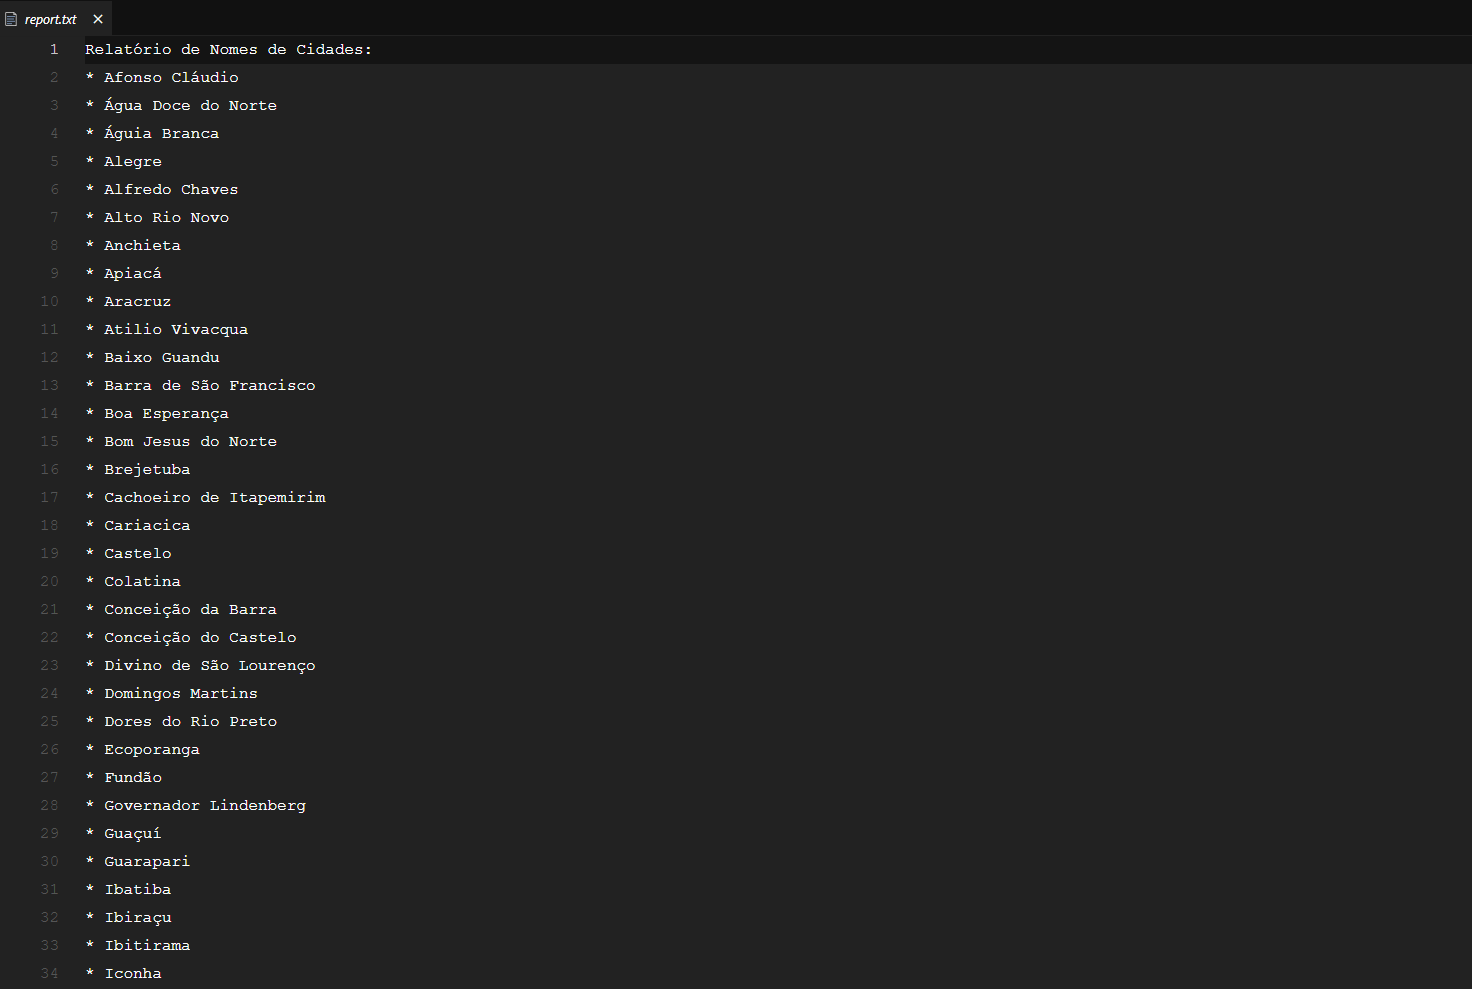 report.txt ×
1 Relatório de Nomes de Cidades:
2 * Afonso Cláudio
3 * Água Doce do Norte
4 * Águia Branca
5 * Alegre
6 * Alfredo Chaves
7 * Alto Rio Novo
8 * Anchieta
9 * Apiacá
10 * Aracruz
11 * Atilio Vivacqua
12 * Baixo Guandu
13 * Barra de São Francisco
14 * Boa Esperança
15 * Bom Jesus do Norte
16 * Brejetuba
17 * Cachoeiro de Itapemirim
18 * Cariacica
19 * Castelo
20 * Colatina
21 * Conceição da Barra
22 * Conceição do Castelo
23 * Divino de São Lourenço
24 * Domingos Martins
25 * Dores do Rio Preto
26 * Ecoporanga
27 * Fundão
28 * Governador Lindenberg
29 * Guaçuí
30 * Guarapari
31 * Ibatiba
32 * Ibiraçu
33 * Ibitirama
34 * Iconha